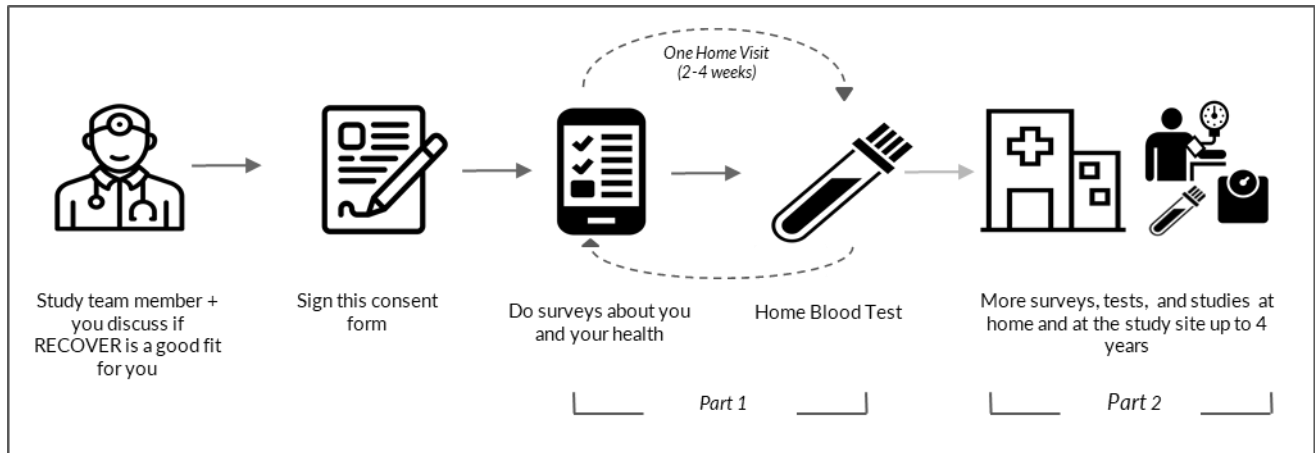 One Home Visit
(2-4 weeks)
Study team member +
you discuss if
RECOVER is a good fit
for you
Sign this consent
form
Do surveys about you
and your health
Home Blood Test
More surveys, tests, and studies at
home and at the study site up to 4
years
Part 1
Part 2